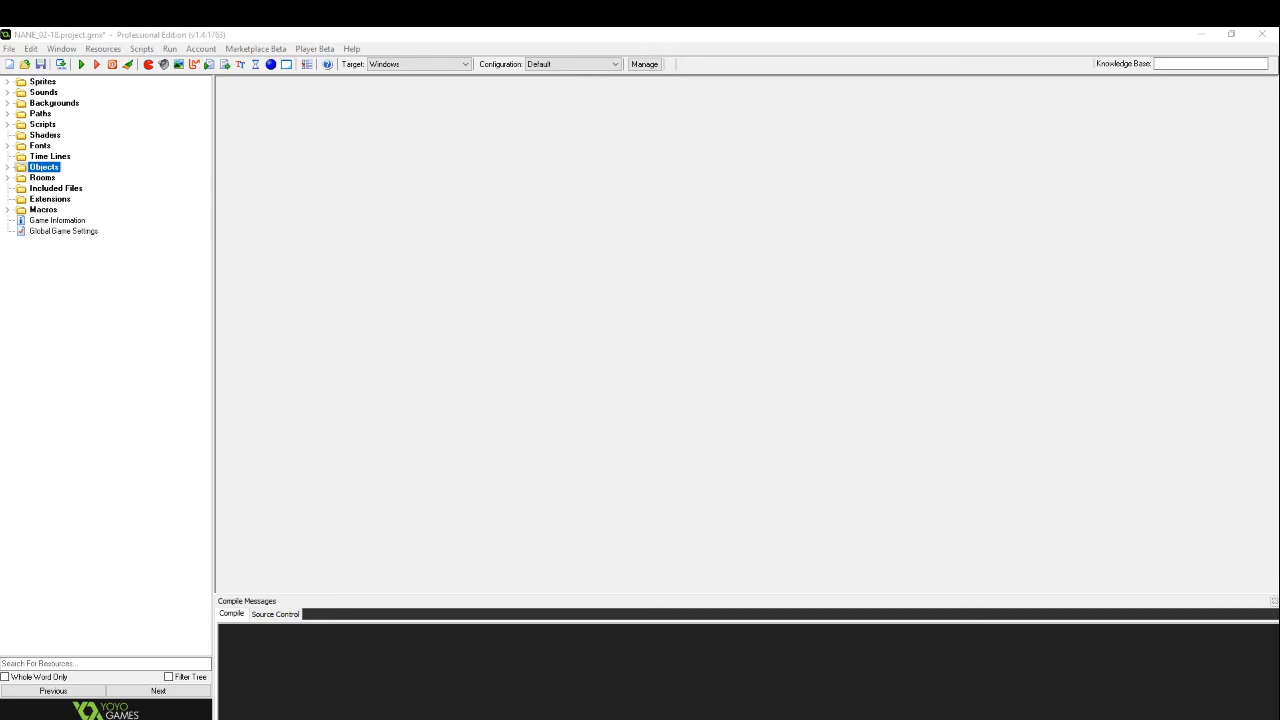 NANE_02-18.project.gmx* - Professional Edition (v1.4.1763)
File Edit Window Resources Scripts Run Account Marketplace Beta Player Beta Help
Target: Windows Configuration: Default Manage Knowledge Base:
Sprites
Sounds
Backgrounds
Paths
Scripts
Shaders
Fonts
Time Lines
Objects
Rooms
Included Files
Extensions
Macros
Game Information
Global Game Settings
Compile Messages
Compile Source Control
Search For Resources...
Whole Word Only Filter Tree
Previous Next
YOYO
GAMES